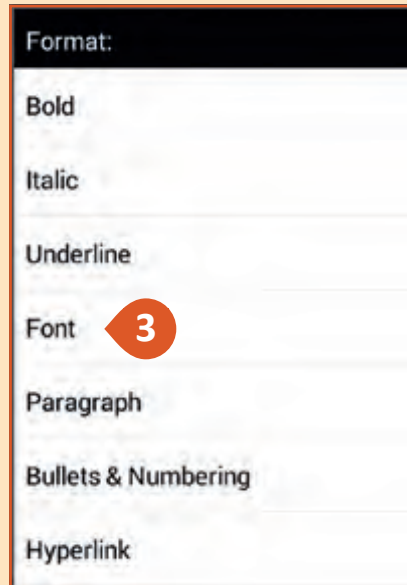 Format:
Bold
Italic
Underline
Font 3
Paragraph
Bullets & Numbering
Hyperlink